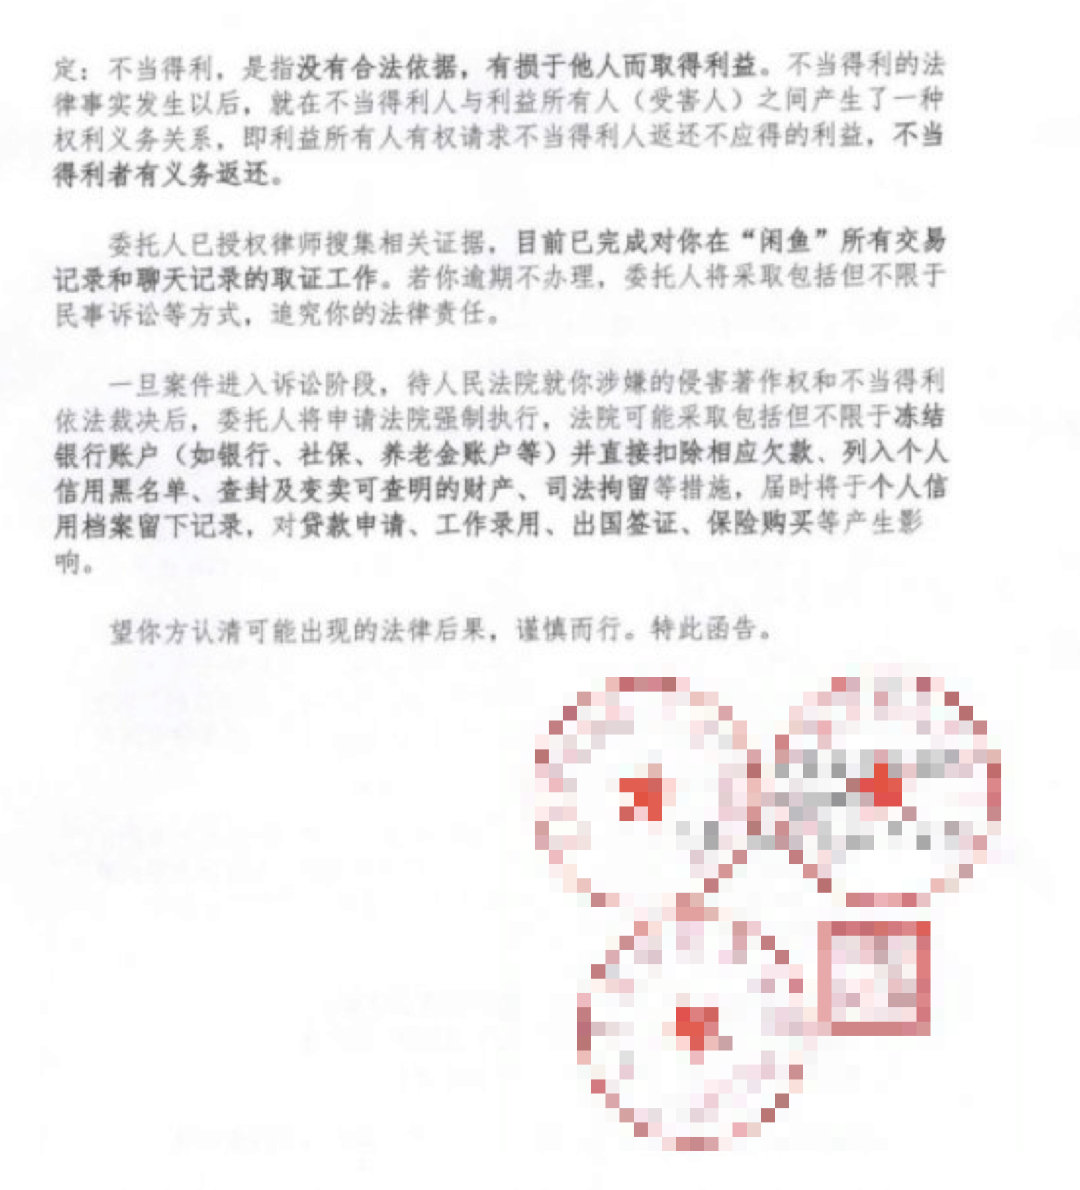 定：不当得利，是指没有合法依据，有损于他人而取得利益。不当得利的法
律事实发生以后，就在不当得利人与利益所有人（受害人）之间产生了一种
权利义务关系，即利益所有人有权请求不当得利人返还不应得的利益，不当
得利者有义务返还。
委托人已授权律师搜集相关证据，目前已完成对你在“闲鱼”所有交易
记录和聊天记录的取证工作。若你逾期不办理，委托人将采取包括但不限于
民事诉讼等方式，追究你的法律责任。
一旦案件进入诉讼阶段，待人民法院就你涉嫌的侵害著作权和不当得利
依法裁决后，委托人将申请法院强制执行，法院可能采取包括但不限于冻结
银行账户（如银行、社保、养老金账户等）并直接扣除相应欠款、列入个人
信用黑名单、查封及变卖可查明的财产、司法拘留等措施，届时将于个人信
用档案留下记录，对贷款申请、工作录用、出国签证、保险购买等产生影
响。
望你方认清可能出现的法律后果，谨慎而行。特此函告。